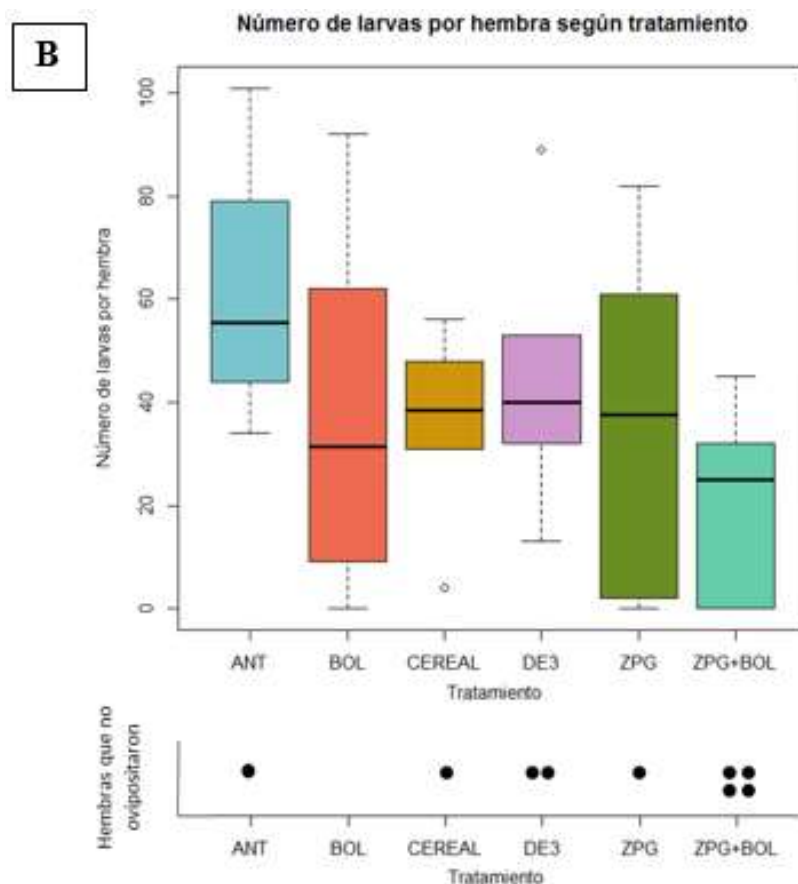 B
Número de larvas por hembra según tratamiento
Número de larvas por hembra
100
80
60
40
20
0
ANT BOL CEREAL DE3 ZPG ZPG+BOL
Tratamiento
Hembras que no
ovipositaron
ANT BOL CEREAL DE3 ZPG ZPG+BOL
Tratamiento